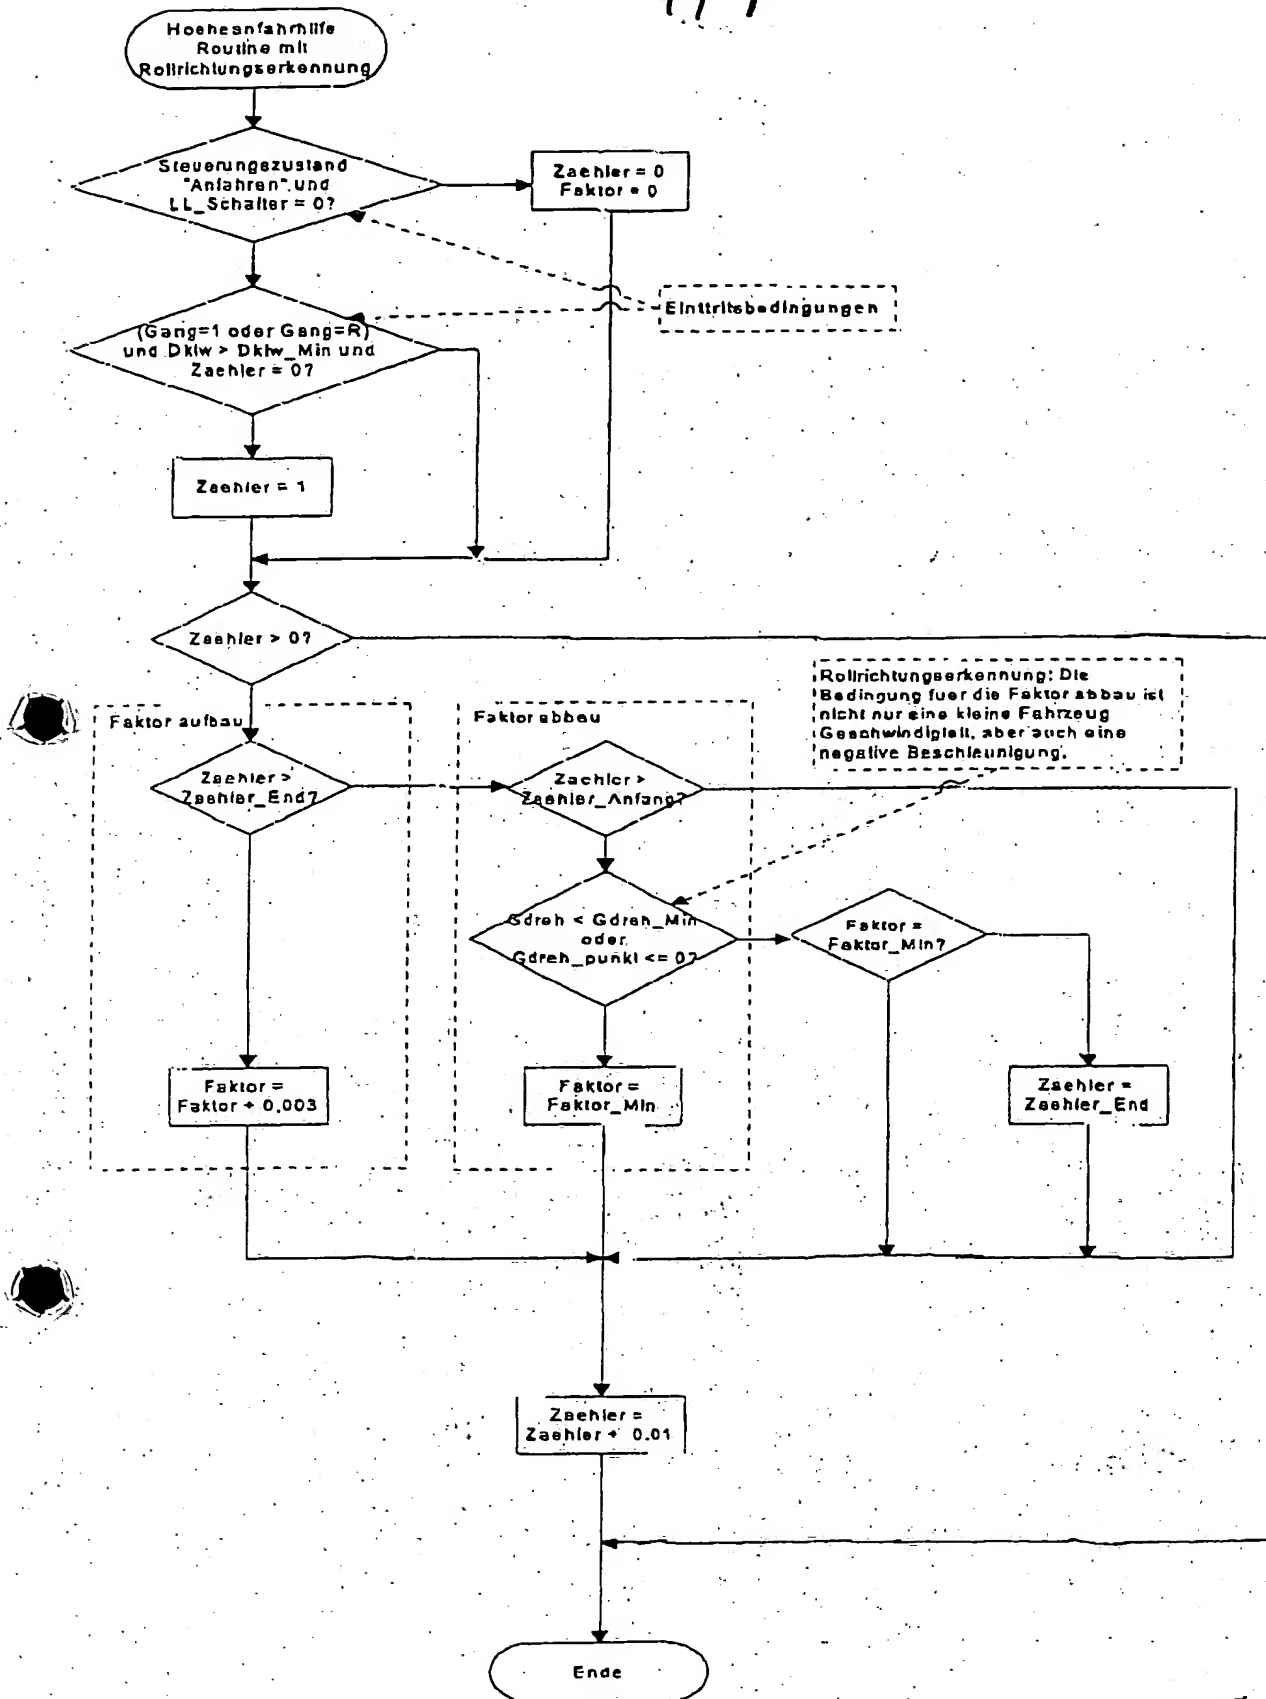 Hoeheanfahrhilfe
Routine mit
Rollrichtungserkennung
Steuerungszustand
"Anfahren" und
LL_Schalter = 0?
Zaehler = 0
Faktor = 0
Einttritsbedingungen
(Gang=1 oder Gang=R)
und Dklw > Dklw_Min und
Zaehler = 0?
Zaehler = 1
Zaehler > 0?
Rollrichtungserkennung: Die
Bedingung fuer die Faktor abbau ist
nicht nur eine kleine Fahrzeug
Geschwindigleit, aber auch eine
negative Beschleunigung.
Faktor aufbau
Faktor abbau
Zaehler >
Zaehler_End?
Zaehler >
Zaehler_Anfang?
Gdreh < Gdreh_Min
oder
Gdreh_punkt <= 0?
Faktor =
Faktor_Min?
Faktor =
Faktor + 0.003
Faktor =
Faktor_Min
Zaehler =
Zaehler_End
Zaehler =
Zaehler + 0.01
Ende